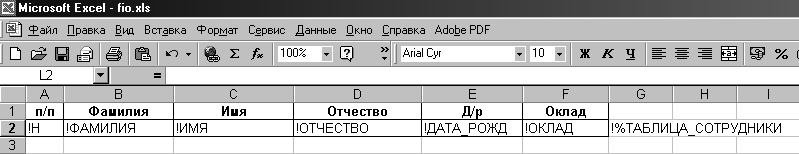 Microsoft Excel - fio.xls
Файл Правка Вид Вставка Формат Сервис Данные Окно Справка Adobe PDF
100% Arial Cyr 10 Ж К Ч
L2 =
A B C D E F G H I
1 п/п Фамилия Имя Отчество Д/р Оклад
2 !Н !ФАМИЛИЯ !ИМЯ !ОТЧЕСТВО !ДАТА_РОЖД !ОКЛАД !%ТАБЛИЦА_СОТРУДНИКИ
3